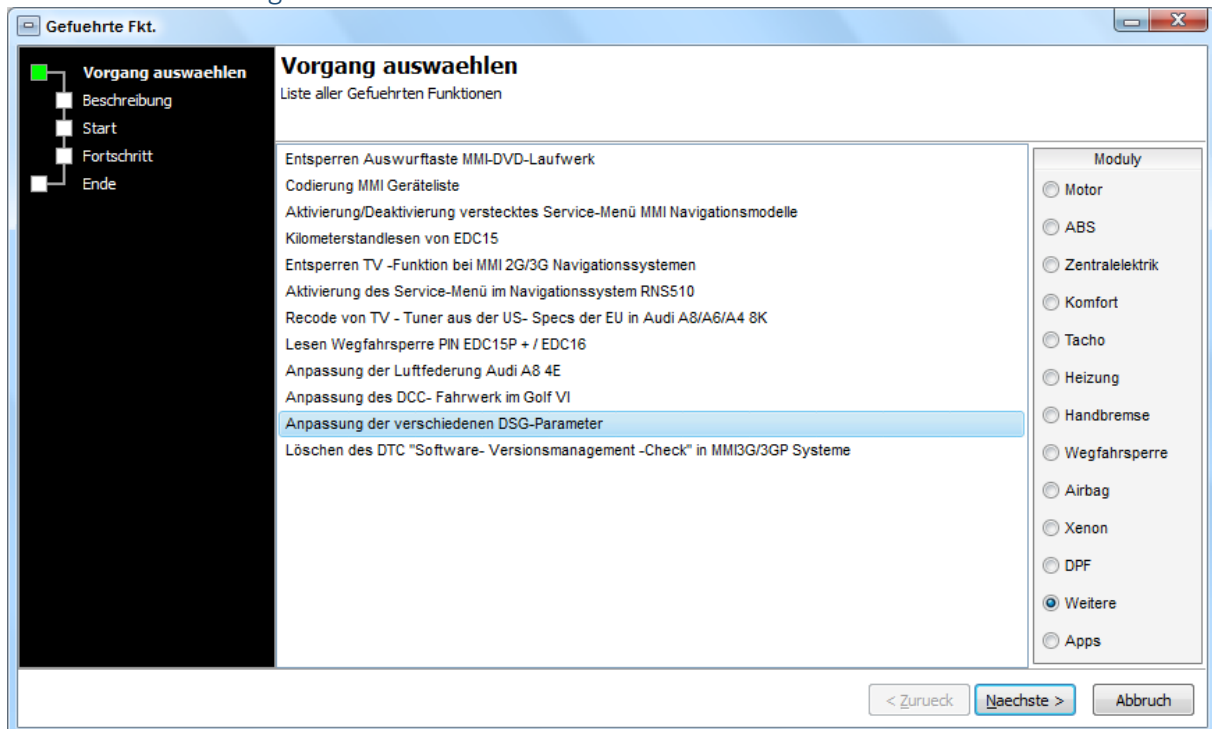 Gefuehrte Fkt.
Vorgang auswaehlen
Beschreibung
Start
Fortschritt
Ende
Vorgang auswaehlen
Liste aller Gefuehrten Funktionen
Entsperren Auswurftaste MMI-DVD-Laufwerk
Codierung MMI Geräteliste
Aktivierung/Deaktivierung verstecktes Service-Menü MMI Navigationsmodelle
Kilometerstandlesen von EDC15
Entsperren TV -Funktion bei MMI 2G/3G Navigationssystemen
Aktivierung des Service-Menü im Navigationssystem RNS510
Recode von TV - Tuner aus der US- Specs der EU in Audi A8/A6/A4 8K
Lesen Wegfahrsperre PIN EDC15P + / EDC16
Anpassung der Luftfederung Audi A8 4E
Anpassung des DCC- Fahrwerk im Golf VI
Anpassung der verschiedenen DSG-Parameter
Löschen des DTC "Software- Versionsmanagement -Check" in MMI3G/3GP Systeme
Moduly
Motor
ABS
Zentralelektrik
Komfort
Tacho
Heizung
Handbremse
Wegfahrsperre
Airbag
Xenon
DPF
Weitere
Apps
< Zurueck
Naechste >
Abbruch